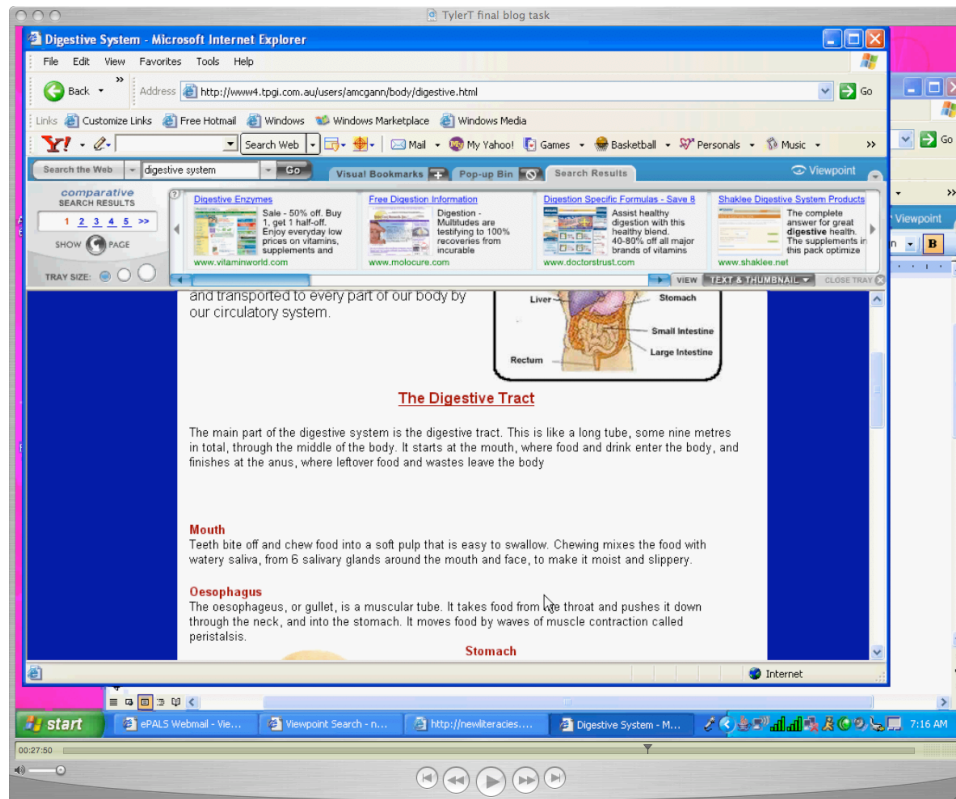 TylerT final blog task
Digestive System - Microsoft Internet Explorer
File Edit View Favorites Tools Help
Back Address http://www4.tpgi.com.au/users/amcgann/body/digestive.html Go
Links Customize Links Free Hotmail Windows Windows Marketplace Windows Media
Y! Search Web Mail My Yahoo! Games Basketball Personals Music »
Search the Web digestive system GO Visual Bookmarks Pop-up Bin Search Results Viewpoint
comparative
SEARCH RESULTS
1 2 3 4 5 >>
SHOW PAGE
TRAY SIZE:
Digestive Enzymes
Sale - 50% off. Buy
1, get 1 half-off.
Enjoy everyday low
prices on vitamins,
supplements and
www.vitaminworld.com
Free Digestion Information
Digestion -
Multitudes are
testifying to 100%
recoveries from
incurable
www.molocure.com
Digestion Specific Formulas - Save 8
Assist healthy
digestion with this
healthy blend.
40-80% off all major
brands of vitamins
www.doctorstrust.com
Shaklee Digestive System Products
The complete
answer for great
digestive health.
The supplements in
this pack optimize
www.shaklee.net
VIEW TEXT & THUMBNAIL CLOSE TRAY
Go
»
Viewpoint
B
and transported to every part of our body by
our circulatory system.
Liver
Stomach
Small Intestine
Large Intestine
Rectum
The Digestive Tract
The main part of the digestive system is the digestive tract. This is like a long tube, some nine metres
in total, through the middle of the body. It starts at the mouth, where food and drink enter the body, and
finishes at the anus, where leftover food and wastes leave the body
Mouth
Teeth bite off and chew food into a soft pulp that is easy to swallow. Chewing mixes the food with
watery saliva, from 6 salivary glands around the mouth and face, to make it moist and slippery.
Oesophagus
The oesophageus, or gullet, is a muscular tube. It takes food from the throat and pushes it down
through the neck, and into the stomach. It moves food by waves of muscle contraction called
peristalsis.
Stomach
Internet
start ePALS Webmail - Vie... Viewpoint Search - n... http://newliteracies.... Digestive System - M... 7:16 AM
00:27:50